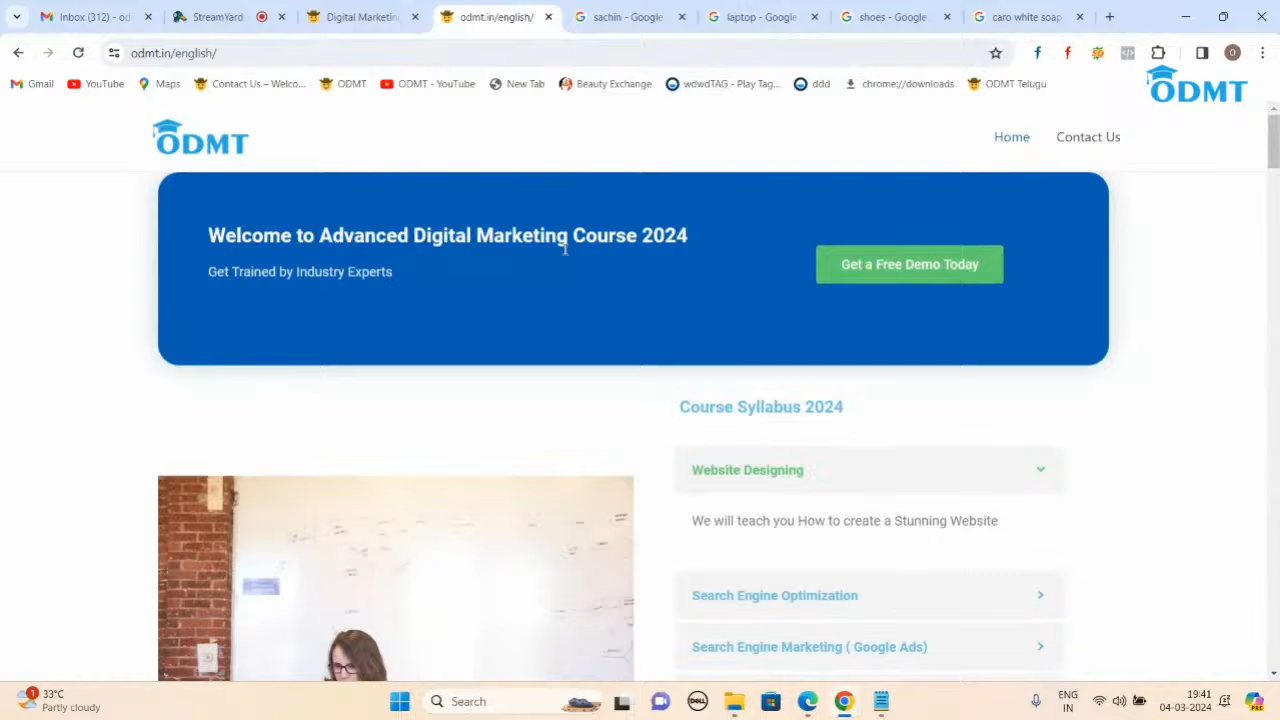 Inbox (312) - od
StreamYard
Digital Marketing
odmt.in/english/
sachin - Google
laptop - Google
shoes - Google
caro white soap
odmt.in/english/
Gmail
YouTube
Maps
Contact Us – Welco...
ODMT
ODMT - YouTube
New Tab
Beauty Exchange
wdwdTAG - Play Tag...
ddd
chrome://downloads
ODMT Telugu
ODMT
ODMT
Home
Contact Us
Welcome to Advanced Digital Marketing Course 2024
Get Trained by Industry Experts
Get a Free Demo Today
Course Syllabus 2024
Website Designing
We will teach you How to create a Stunning Website
Search Engine Optimization
Search Engine Marketing ( Google Ads)
1
33°C
Partly cloudy
Search
DELL
ENG
IN
19:41
04-03-2024